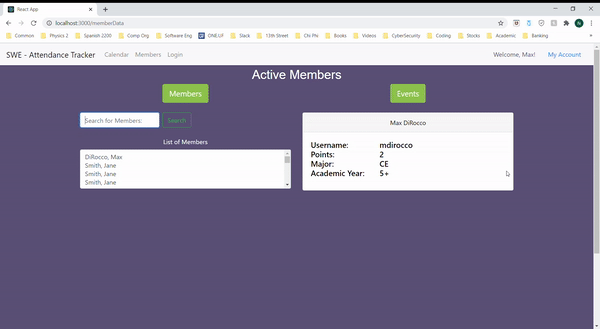 React App
localhost:3000/memberData
Common Physics 2 Spanish 2200 Comp Org Software Eng ONE.UF Slack 13th Street Chi Phi Books Videos CyberSecurity Coding Stocks Academic Banking
SWE - Attendance Tracker Calendar Members Login Welcome, Max! My Account
Active Members
Members Events
Search for Members: Search
Max DiRocco
List of Members
DiRocco, Max
Smith, Jane
Smith, Jane
Smith, Jane
Username: mdirocco
Points: 2
Major: CE
Academic Year: 5+